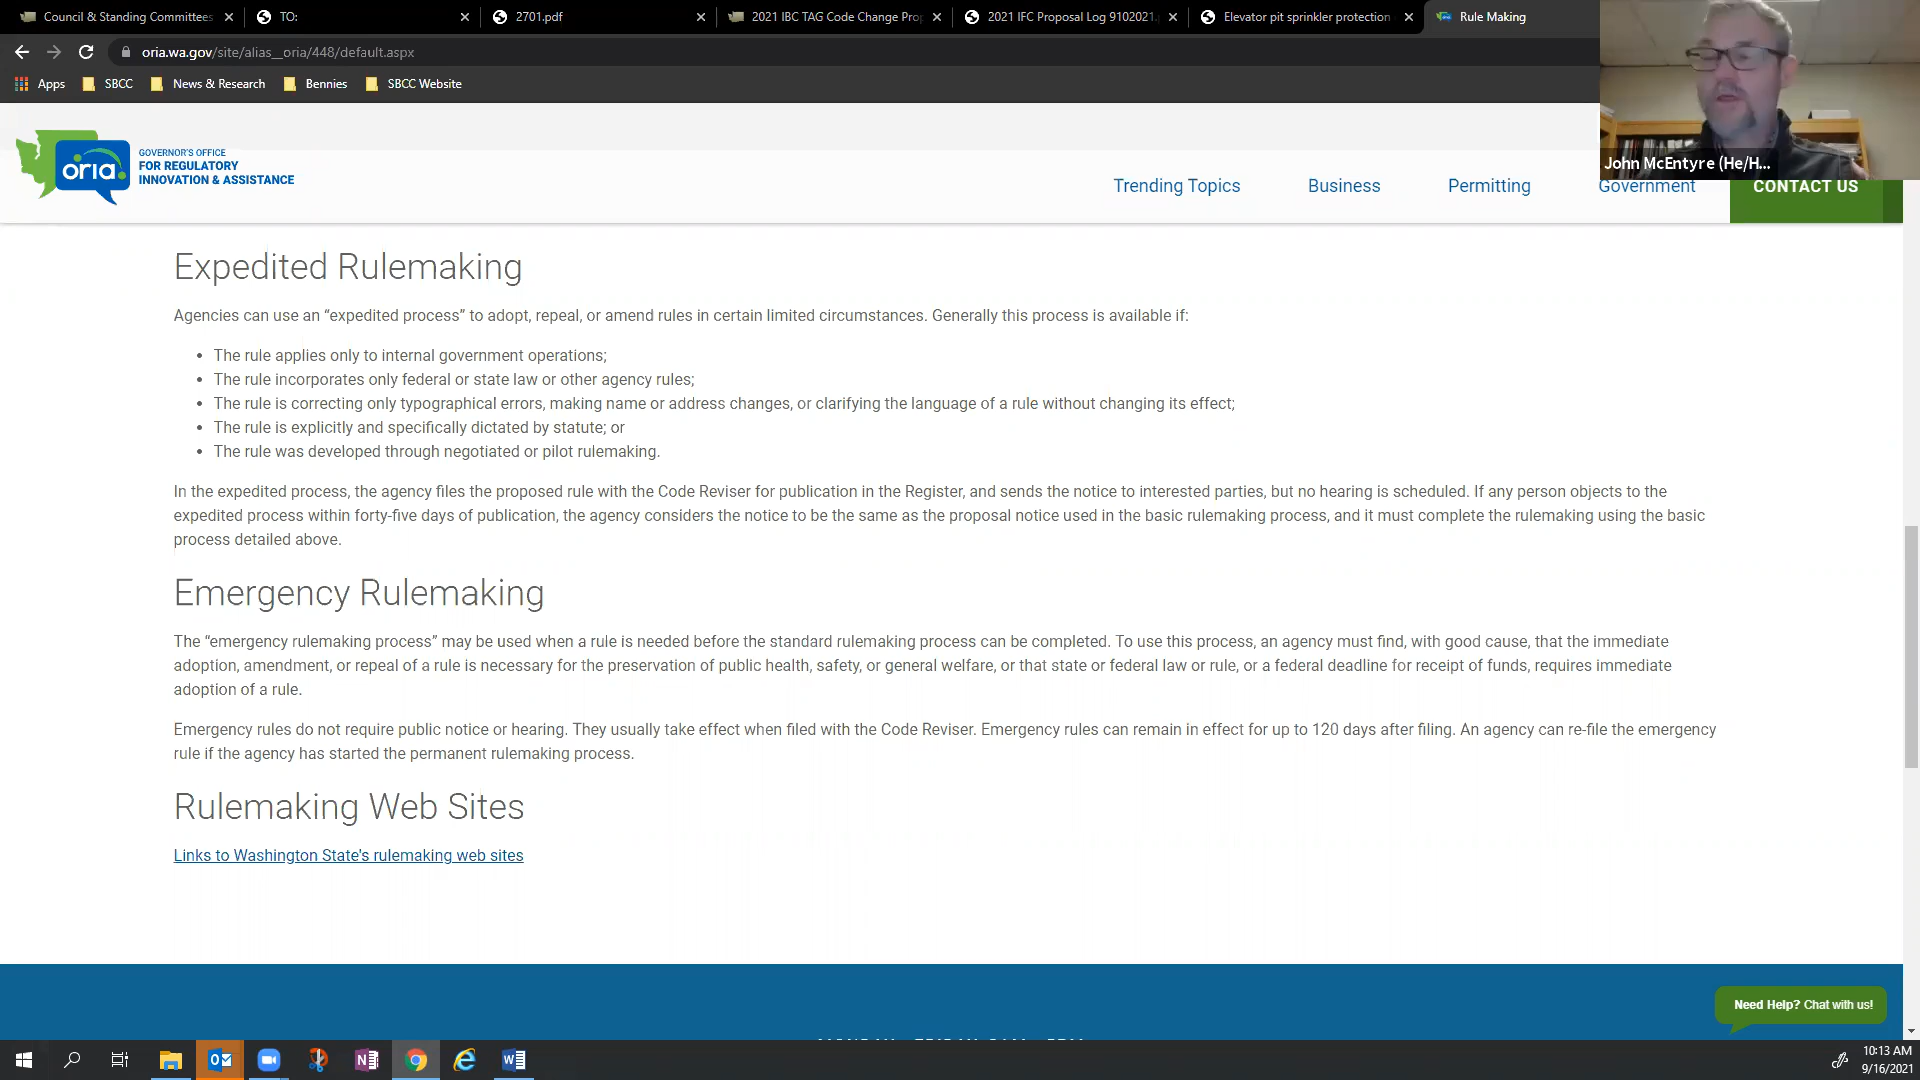 Council & Standing Committees
TO:
2701.pdf
2021 IBC TAG Code Change Pro
2021 IFC Proposal Log 9102021.
Elevator pit sprinkler protection
Rule Making
oria.wa.gov/site/alias__oria/448/default.aspx
Apps
SBCC
News & Research
Bennies
SBCC Website
John McEntyre (He/H...
oria.
GOVERNOR'S OFFICE
FOR REGULATORY
INNOVATION & ASSISTANCE
Trending Topics
Business
Permitting
Government
CONTACT US
Expedited Rulemaking
Agencies can use an “expedited process” to adopt, repeal, or amend rules in certain limited circumstances. Generally this process is available if:
• The rule applies only to internal government operations;
• The rule incorporates only federal or state law or other agency rules;
• The rule is correcting only typographical errors, making name or address changes, or clarifying the language of a rule without changing its effect;
• The rule is explicitly and specifically dictated by statute; or
• The rule was developed through negotiated or pilot rulemaking.
In the expedited process, the agency files the proposed rule with the Code Reviser for publication in the Register, and sends the notice to interested parties, but no hearing is scheduled. If any person objects to the
expedited process within forty-five days of publication, the agency considers the notice to be the same as the proposal notice used in the basic rulemaking process, and it must complete the rulemaking using the basic
process detailed above.
Emergency Rulemaking
The “emergency rulemaking process” may be used when a rule is needed before the standard rulemaking process can be completed. To use this process, an agency must find, with good cause, that the immediate
adoption, amendment, or repeal of a rule is necessary for the preservation of public health, safety, or general welfare, or that state or federal law or rule, or a federal deadline for receipt of funds, requires immediate
adoption of a rule.
Emergency rules do not require public notice or hearing. They usually take effect when filed with the Code Reviser. Emergency rules can remain in effect for up to 120 days after filing. An agency can re-file the emergency
rule if the agency has started the permanent rulemaking process.
Rulemaking Web Sites
Links to Washington State's rulemaking web sites
Need Help? Chat with us!
10:13 AM
9/16/2021